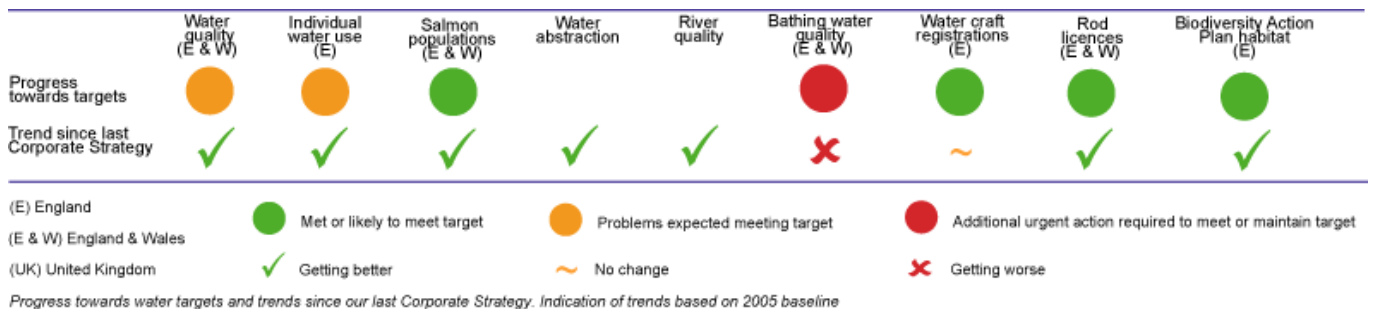 Water
quality
(E & W)
Individual
water use
(E)
Salmon
populations
(E & W)
Water
abstraction
River
quality
Bathing water
quality
(E & W)
Water craft
registrations
(E)
Rod
licences
(E & W)
Biodiversity Action
Plan habitat
(E)
Progress
towards targets
Trend since last
Corporate Strategy
~
(E) England
Met or likely to meet target
Problems expected meeting target
Additional urgent action required to meet or maintain target
(E & W) England & Wales
(UK) United Kingdom
Getting better
~ No change
Getting worse
Progress towards water targets and trends since our last Corporate Strategy. Indication of trends based on 2005 baseline